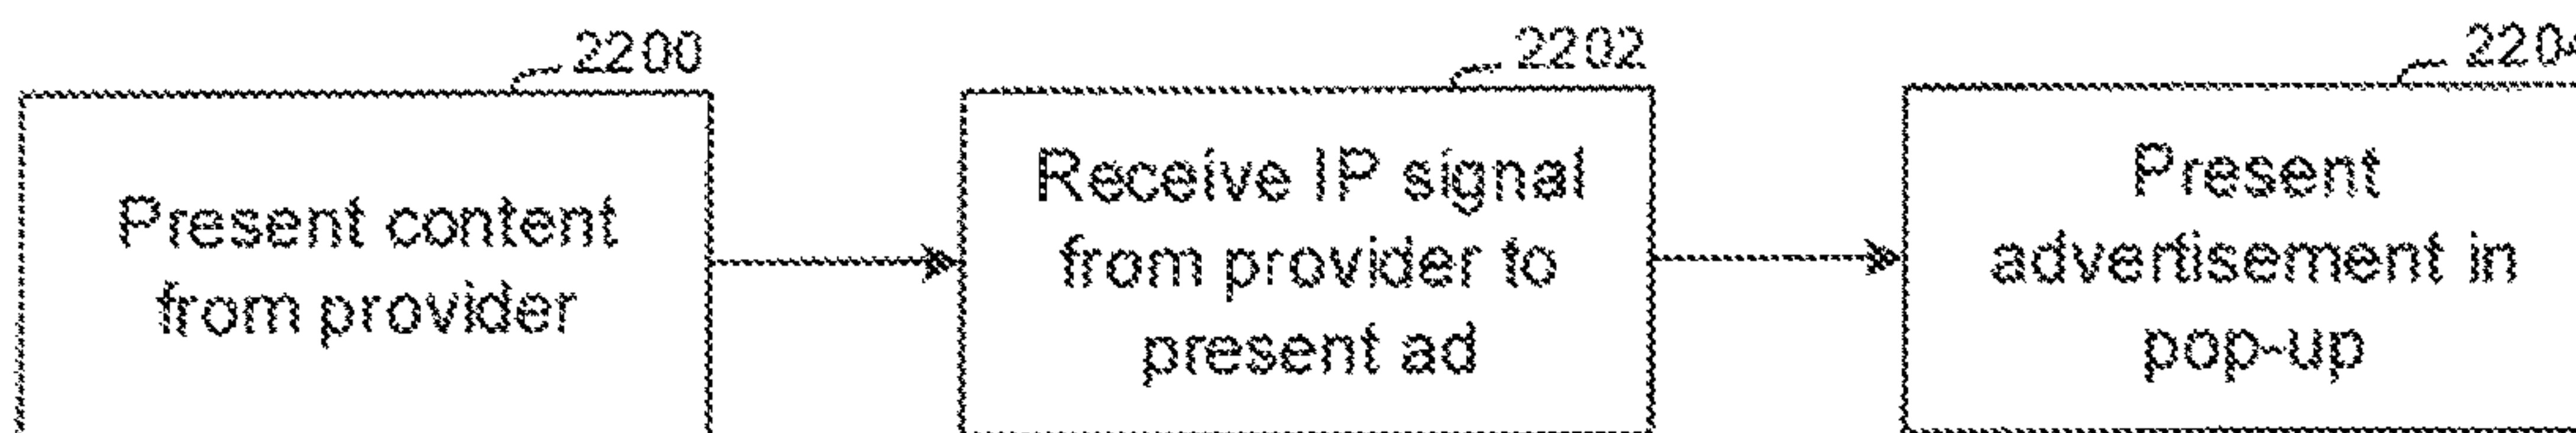 2200
Present content
from provider
2202
Receive IP signal
from provider to
present ad
2204
Present
advertisement in
pop-up